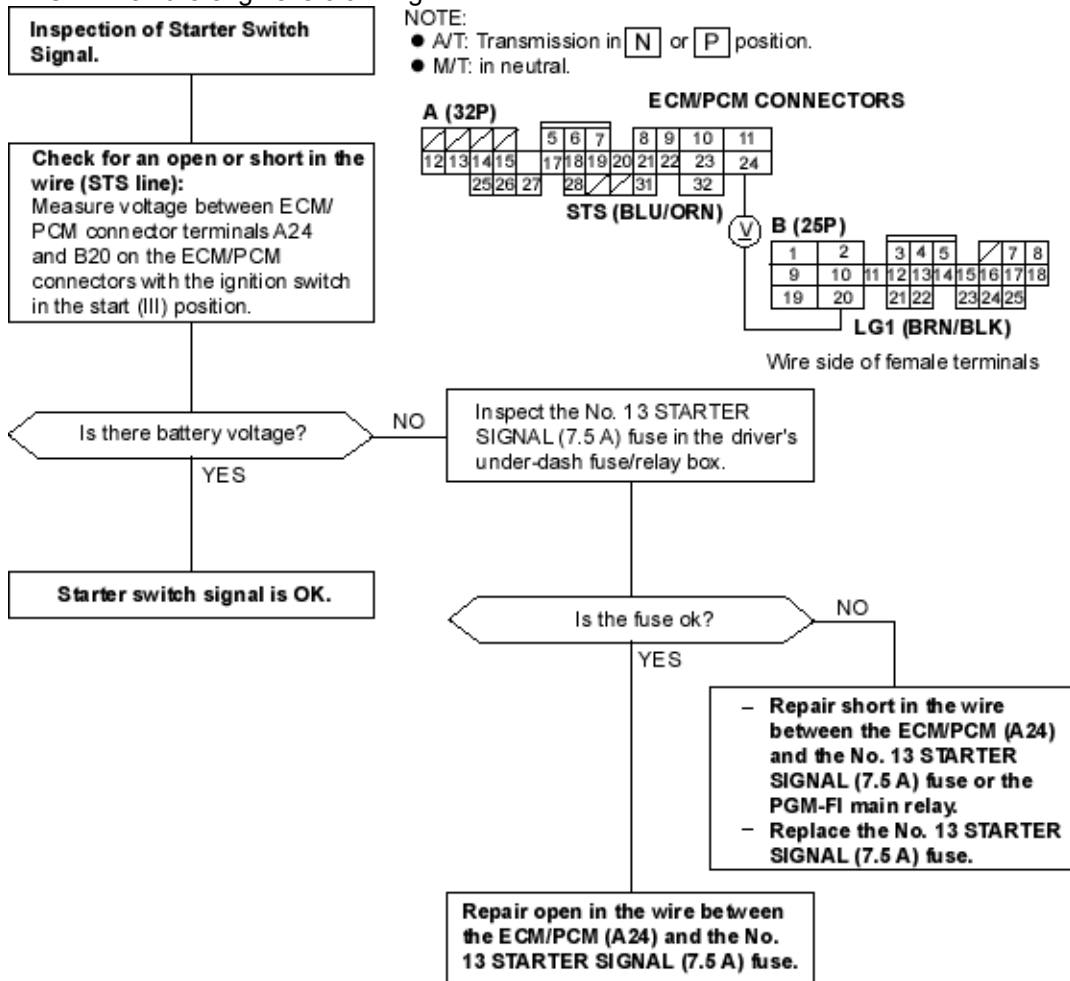 Inspection of Starter Switch
Signal.
NOTE:
● A/T: Transmission in N or P position.
● M/T: in neutral.
ECM/PCM CONNECTORS
A (32P)
5 6 7 8 9 10 11
12 13 14 15 17 18 19 20 21 22 23 24
25 26 27 28 31 32
STS (BLU/ORN)
V
B (25P)
1 2 3 4 5 7 8
9 10 11 12 13 14 15 16 17 18
19 20 21 22 23 24 25
LG1 (BRN/BLK)
Wire side of female terminals
Check for an open or short in the
wire (STS line):
Measure voltage between ECM/
PCM connector terminals A24
and B20 on the ECM/PCM
connectors with the ignition switch
in the start (III) position.
Is there battery voltage?
NO
YES
Inspect the No. 13 STARTER
SIGNAL (7.5 A) fuse in the driver's
under-dash fuse/relay box.
Starter switch signal is OK.
Is the fuse ok?
NO
YES
– Repair short in the wire
between the ECM/PCM (A24)
and the No. 13 STARTER
SIGNAL (7.5 A) fuse or the
PGM-FI main relay.
– Replace the No. 13 STARTER
SIGNAL (7.5 A) fuse.
Repair open in the wire between
the ECM/PCM (A24) and the No.
13 STARTER SIGNAL (7.5 A) fuse.